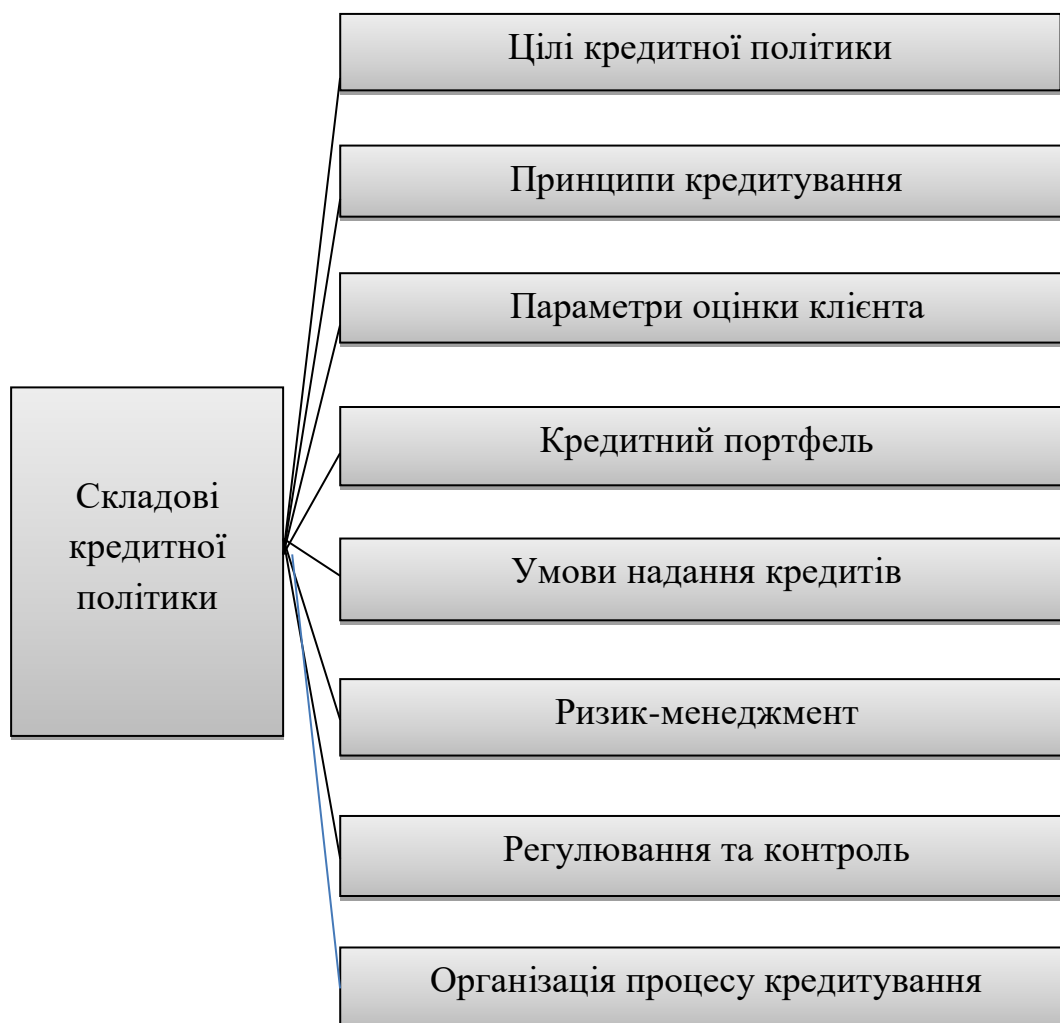 Цілі кредитної політики
Принципи кредитування
Параметри оцінки клієнта
Кредитний портфель
Складові
кредитної
політики
Умови надання кредитів
Ризик-менеджмент
Регулювання та контроль
Організація процесу кредитування